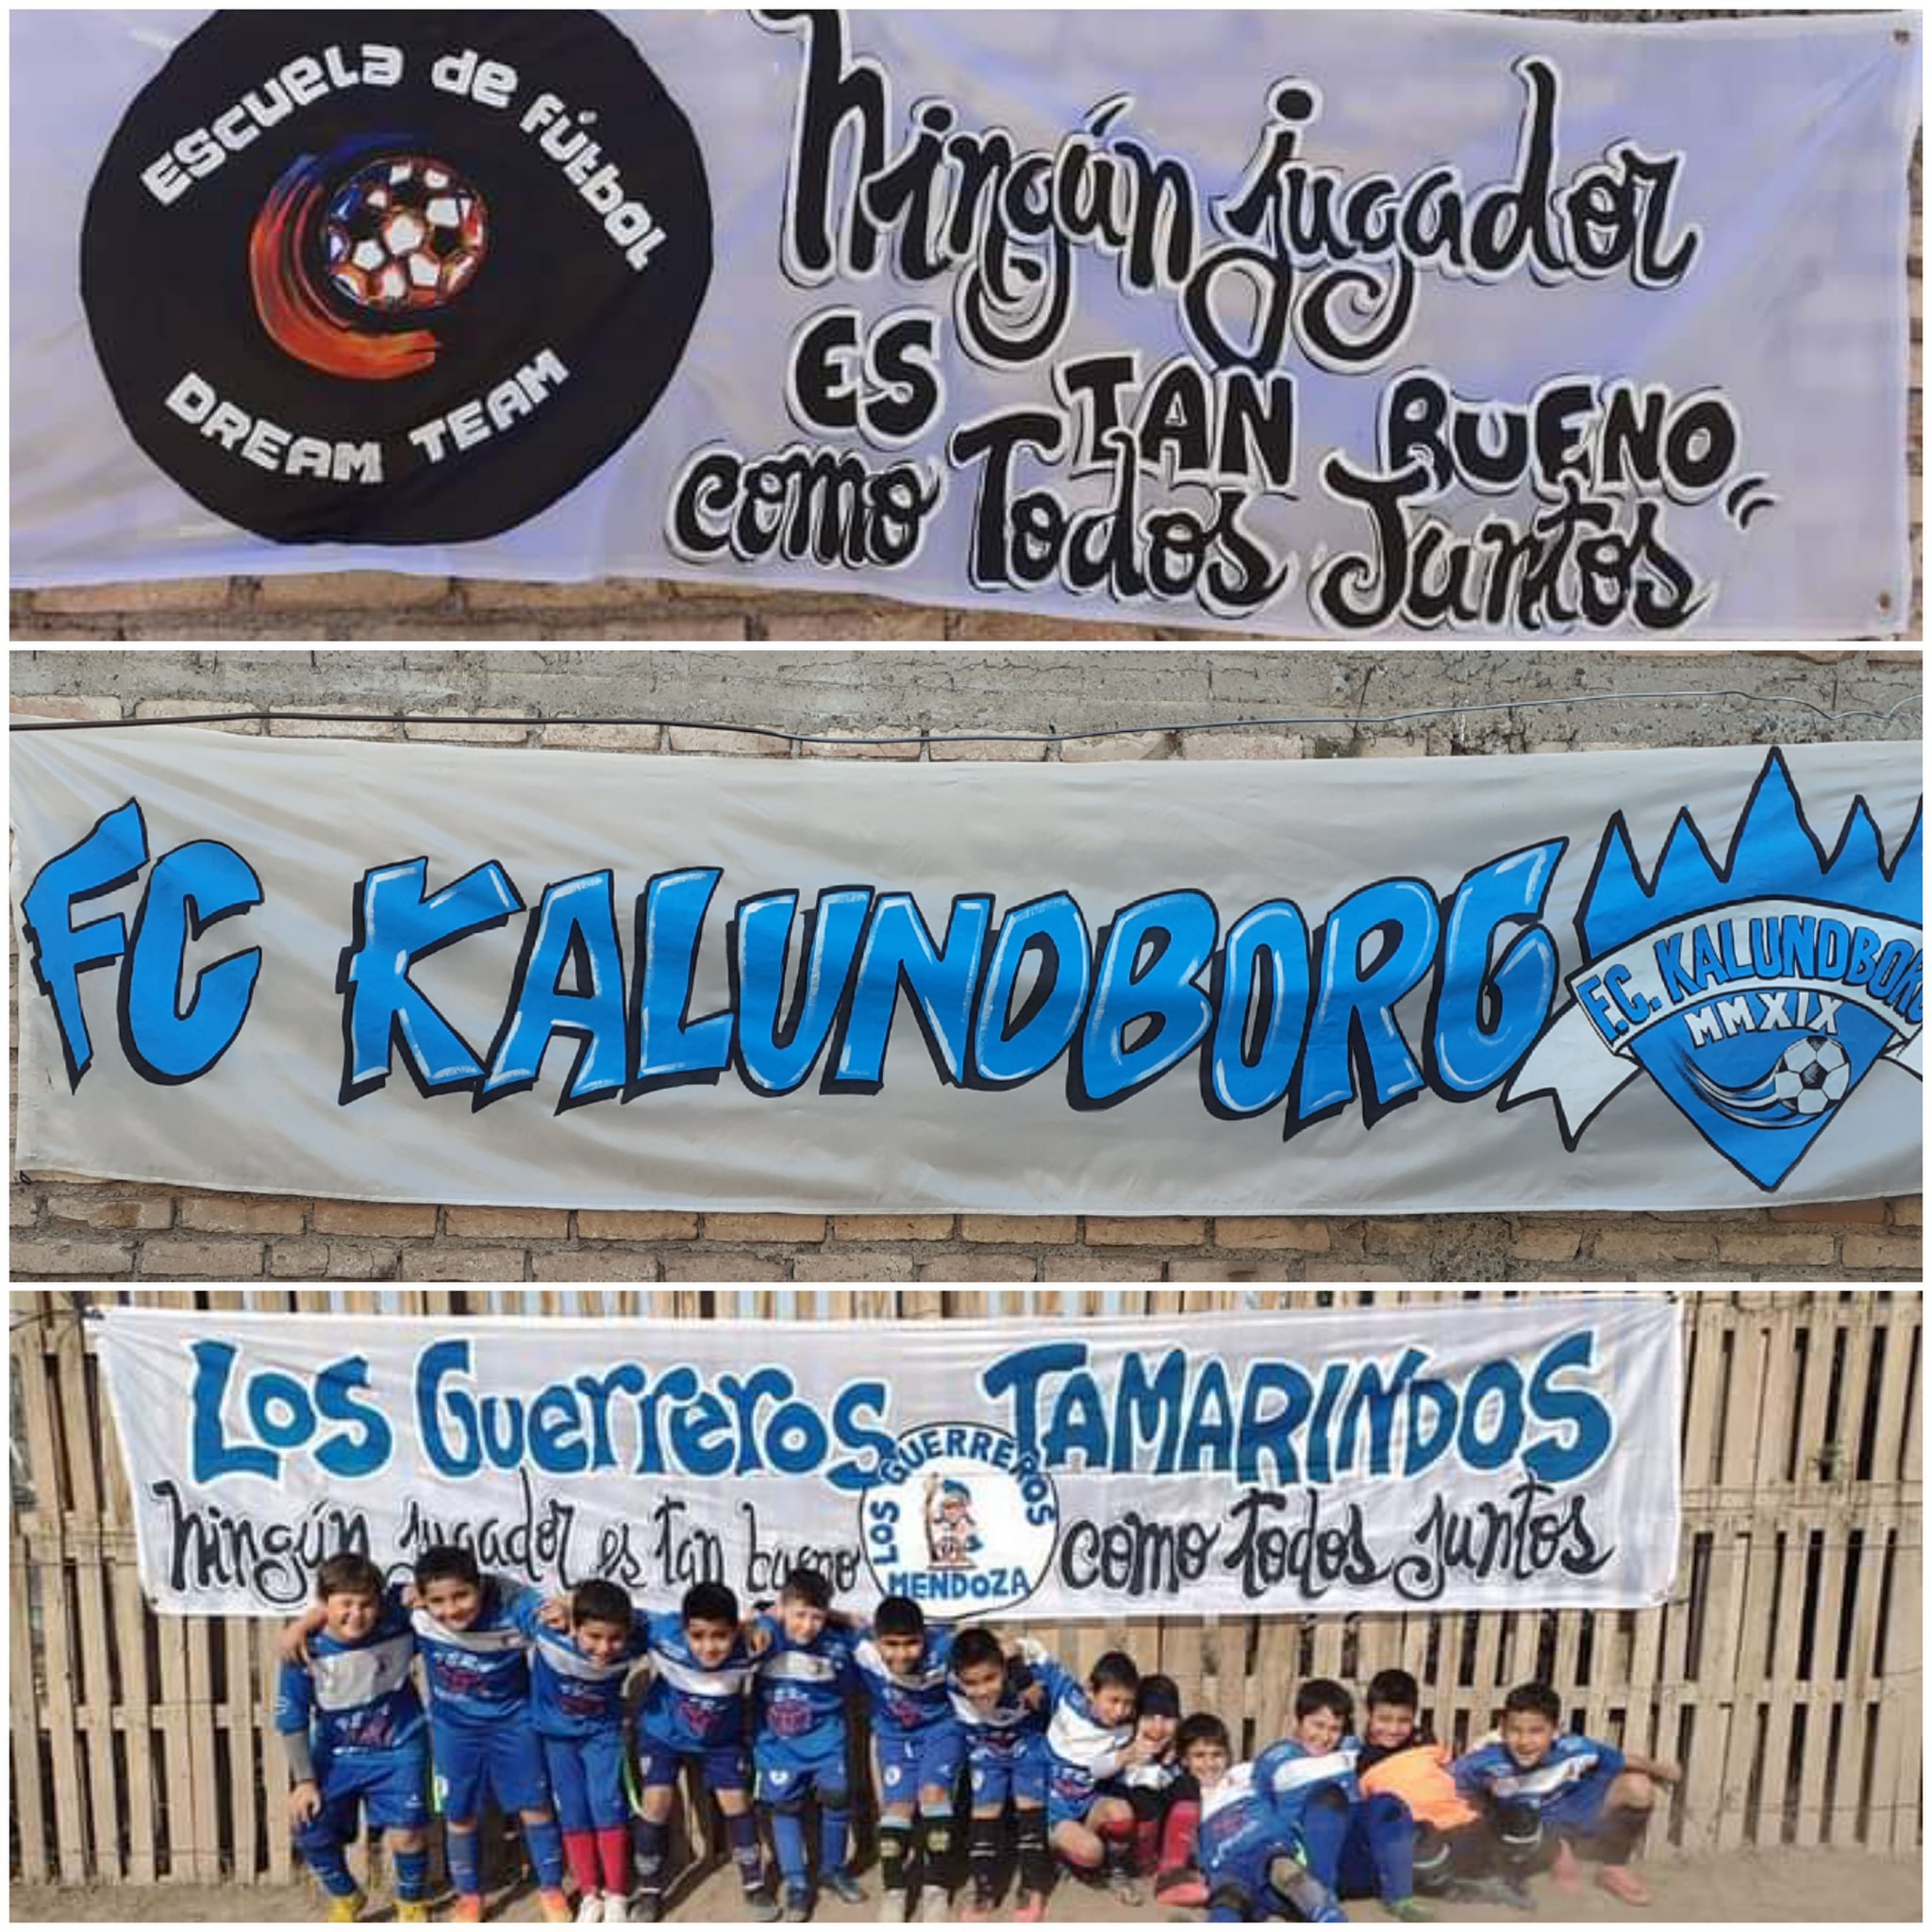 Escuela de Fútbol
DREAM TEAM
Ningún jugador
ES TAN BUENO
como Todos Juntos"
FC KALUNDBORG
F.C. KALUNDBORG
MMXIX
Los Guerreros TAMARINDOS
Ningún jugador es tan bueno como todos juntos
LOS GUERREROS
MENDOZA